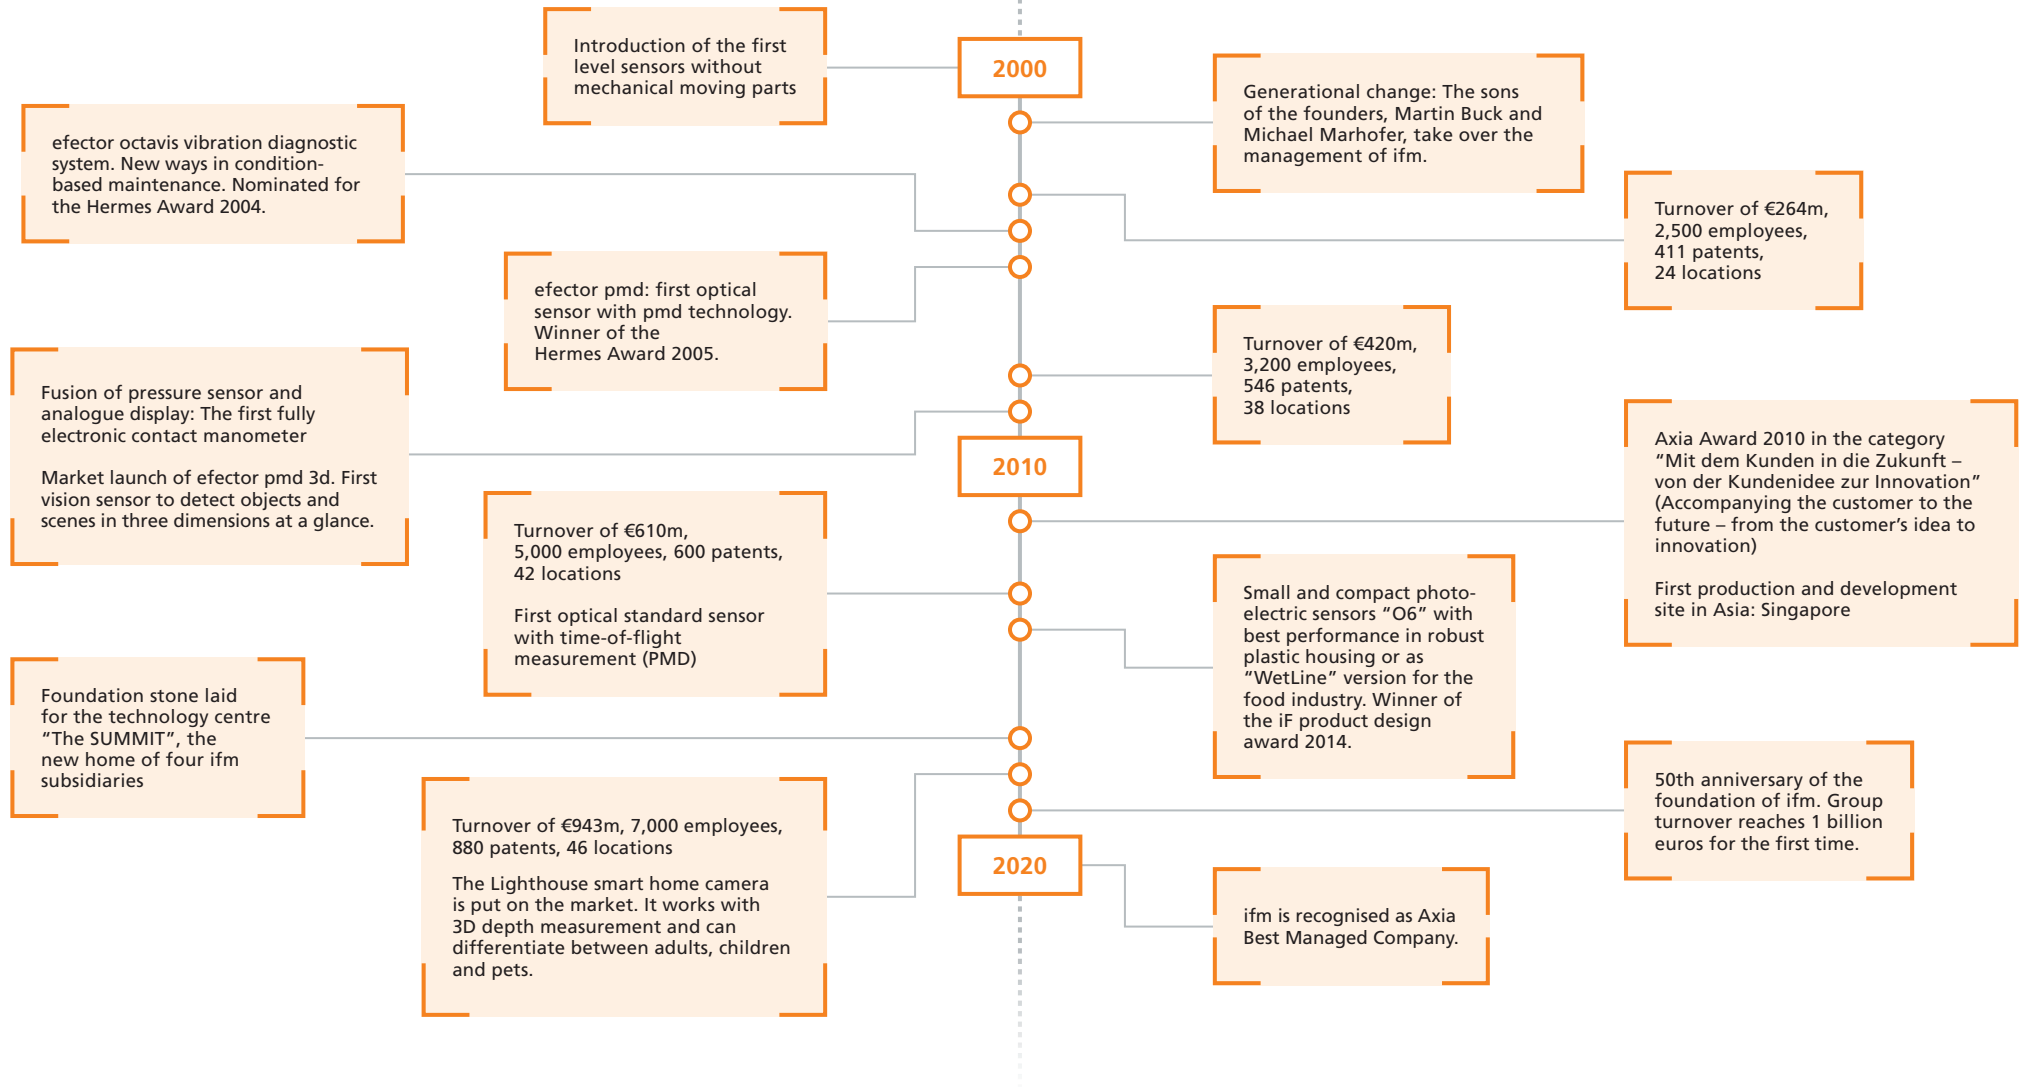 Introduction of the first
level sensors without
mechanical moving parts
2000
Generational change: The sons
of the founders, Martin Buck and
Michael Marhofer, take over the
management of ifm.
efector octavis vibration diagnostic
system. New ways in condition-
based maintenance. Nominated for
the Hermes Award 2004.
Turnover of €264m,
2,500 employees,
411 patents,
24 locations
efector pmd: first optical
sensor with pmd technology.
Winner of the
Hermes Award 2005.
Turnover of €420m,
3,200 employees,
546 patents,
38 locations
Fusion of pressure sensor and
analogue display: The first fully
electronic contact manometer
Market launch of efector pmd 3d. First
vision sensor to detect objects and
scenes in three dimensions at a glance.
2010
Axia Award 2010 in the category
“Mit dem Kunden in die Zukunft –
von der Kundenidee zur Innovation”
(Accompanying the customer to the
future – from the customer’s idea to
innovation)
First production and development
site in Asia: Singapore
Turnover of €610m,
5,000 employees, 600 patents,
42 locations
First optical standard sensor
with time-of-flight
measurement (PMD)
Small and compact photo-
electric sensors “O6” with
best performance in robust
plastic housing or as
“WetLine” version for the
food industry. Winner of
the iF product design
award 2014.
Foundation stone laid
for the technology centre
“The SUMMIT”, the
new home of four ifm
subsidiaries
Turnover of €943m, 7,000 employees,
880 patents, 46 locations
The Lighthouse smart home camera
is put on the market. It works with
3D depth measurement and can
differentiate between adults, children
and pets.
50th anniversary of the
foundation of ifm. Group
turnover reaches 1 billion
euros for the first time.
2020
ifm is recognised as Axia
Best Managed Company.